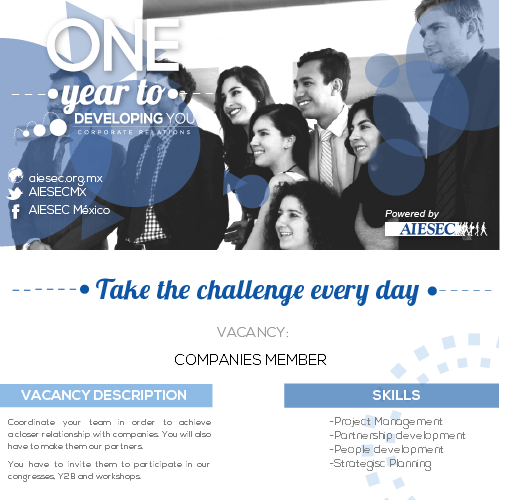 ONE
year to
DEVELOPING YOU
CORPORATE RELATIONS
aiesec.org.mx
AIESECMX
AIESEC México
Powered by
AIESEC
Take the challenge every day
VACANCY:
COMPANIES MEMBER
VACANCY DESCRIPTION
Coordinate your team in order to achieve
a closer relationship with companies. You will also
have to make them our partners.
You have to invite them to participate in our
congresses, Y2B and workshops.
SKILLS
-Project Management
-Partnership development
-People development
-Strategisc Planning